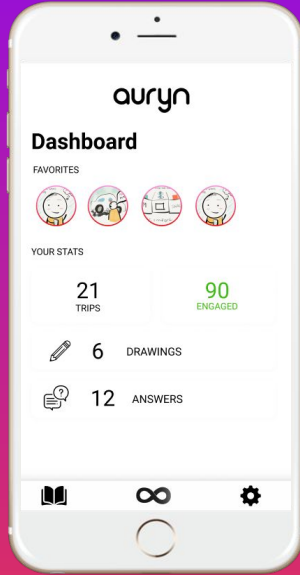 auryn
Dashboard
FAVORITES
YOUR STATS
21
TRIPS
90
ENGAGED
6 DRAWINGS
12 ANSWERS